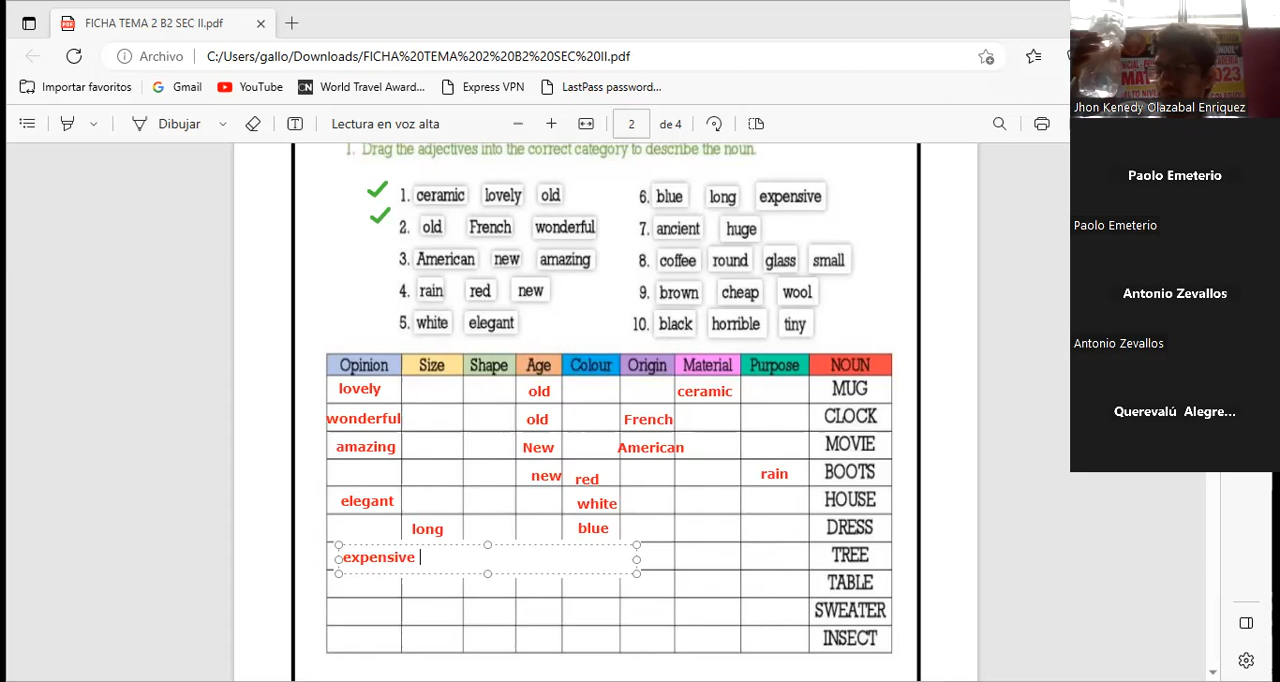 FICHA TEMA 2 B2 SEC II.pdf
Archivo C:/Users/gallo/Downloads/FICHA%20TEMA%202%20B2%20SEC%20II.pdf
Importar favoritos Gmail YouTube World Travel Award... Express VPN LastPass password...
Dibujar Lectura en voz alta 2 de 4
1. Drag the adjectives into the correct category to describe the noun.
1. ceramic lovely old
2. old French wonderful
3. American new amazing
4. rain red new
5. white elegant
6. blue long expensive
7. ancient huge
8. coffee round glass small
9. brown cheap wool
10. black horrible tiny
Opinion Size Shape Age Colour Origin Material Purpose NOUN
lovely old ceramic MUG
wonderful old French CLOCK
amazing New American MOVIE
new red rain BOOTS
elegant white HOUSE
long blue DRESS
expensive TREE
TABLE
SWEATER
INSECT
Jhon Kenedy Olazabal Enriquez
Paolo Emeterio
Paolo Emeterio
Antonio Zevallos
Antonio Zevallos
Querevalú Alegre...